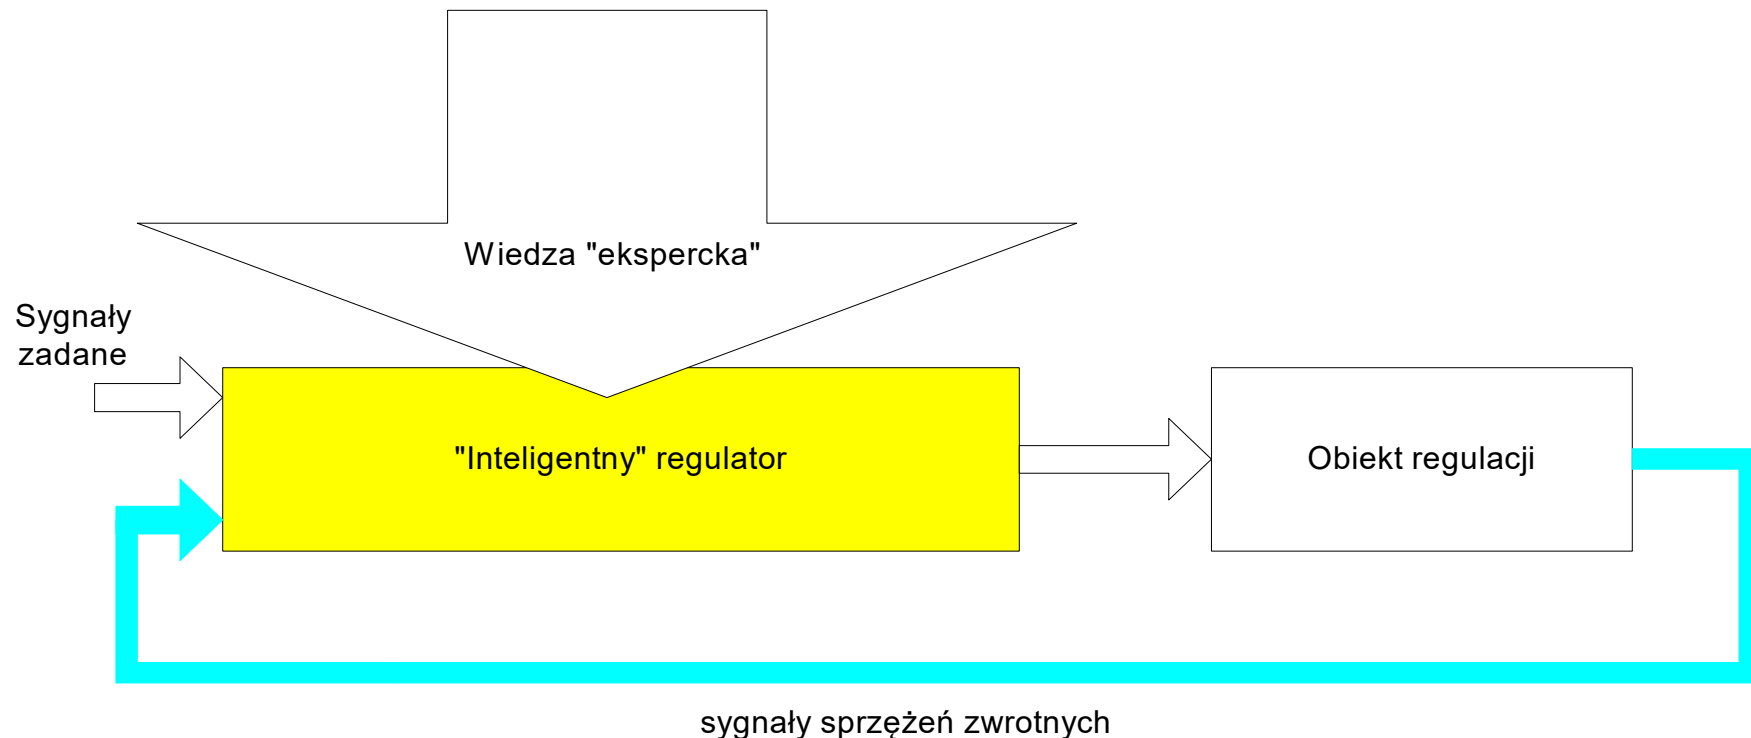 Wiedza "ekspercka"
Sygnały
zadane
"Inteligentny" regulator
Obiekt regulacji
sygnały sprzężeń zwrotnych